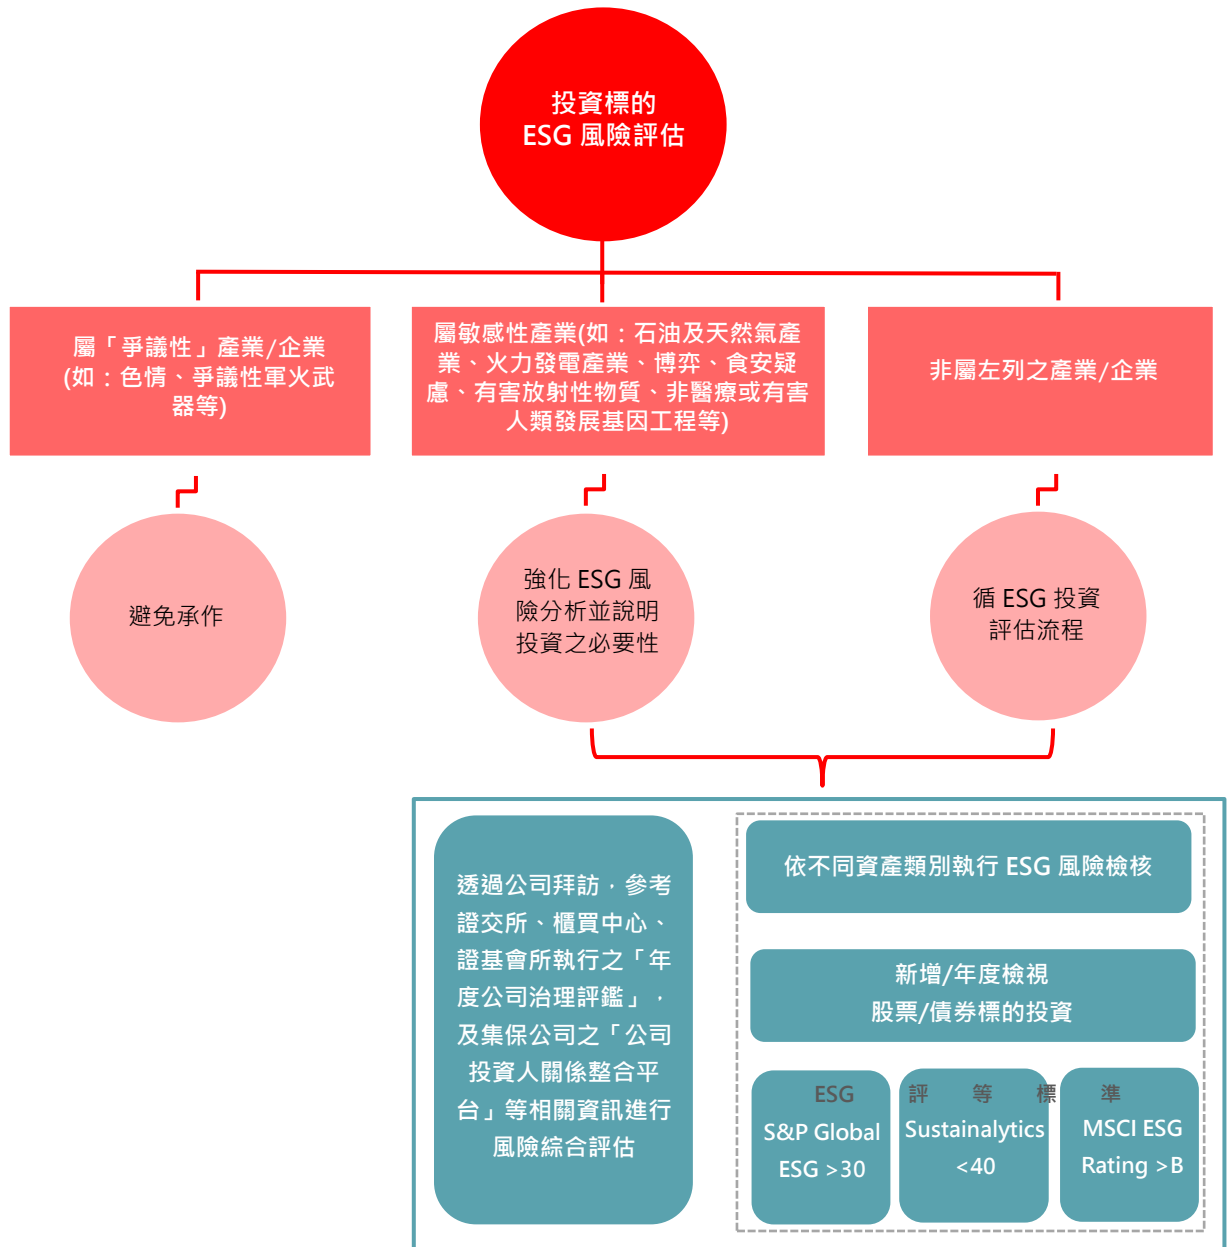 投資標的
ESG 風險評估
屬「爭議性」產業/企業
(如：色情、爭議性軍火武
器等)
屬敏感性產業(如：石油及天然氣產
業、火力發電產業、博弈、食安疑
慮、有害放射性物質、非醫療或有害
人類發展基因工程等)
非屬左列之產業/企業
避免承作
強化 ESG 風
險分析並說明
投資之必要性
循 ESG 投資
評估流程
透過公司拜訪，參考
證交所、櫃買中心、
證基會所執行之「年
度公司治理評鑑」，
及集保公司之「公司
投資人關係整合平
台」等相關資訊進行
風險綜合評估
依不同資產類別執行 ESG 風險檢核
新增/年度檢視
股票/債券標的投資
ESG 評等標準
S&P Global
ESG >30
Sustainalytics
<40
MSCI ESG
Rating >B